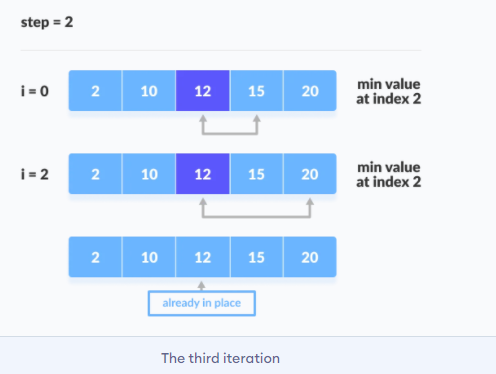 step = 2
i = 0
2 10 12 15 20
min value
at index 2
i = 2
2 10 12 15 20
min value
at index 2
2 10 12 15 20
already in place
The third iteration